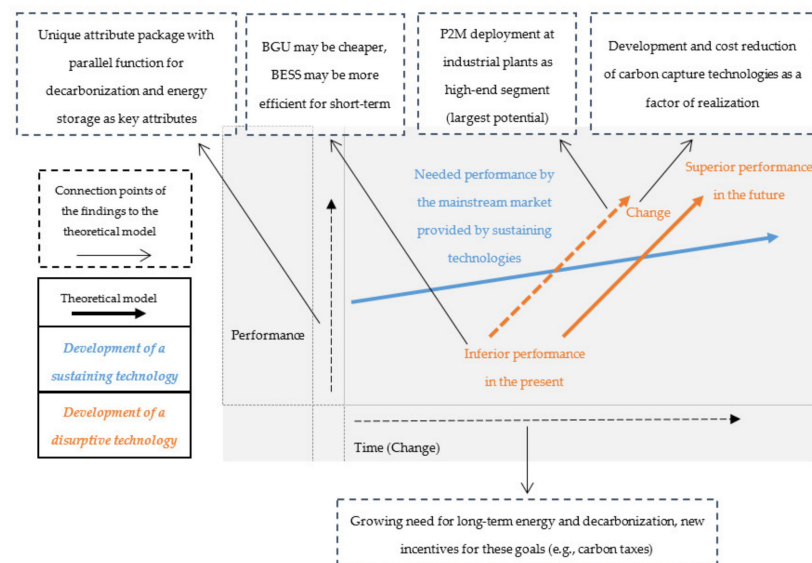 Unique attribute package with
parallel function for
decarbonization and energy
storage as key attributes
BGU may be cheaper,
BESS may be more
efficient for short-term
P2M deployment at
industrial plants as
high-end segment
(largest potential)
Development and cost reduction
of carbon capture technologies as a
factor of realization
Connection points of
the findings to the
theoretical model
Theoretical model
Development of a
sustaining technology
Development of a
disurptive technology
Needed performance by
the mainstream market
provided by sustaining
technologies
Superior performance
in the future
Change
Performance
Inferior performance
in the present
Time (Change)
Growing need for long-term energy and decarbonization, new
incentives for these goals (e.g., carbon taxes)